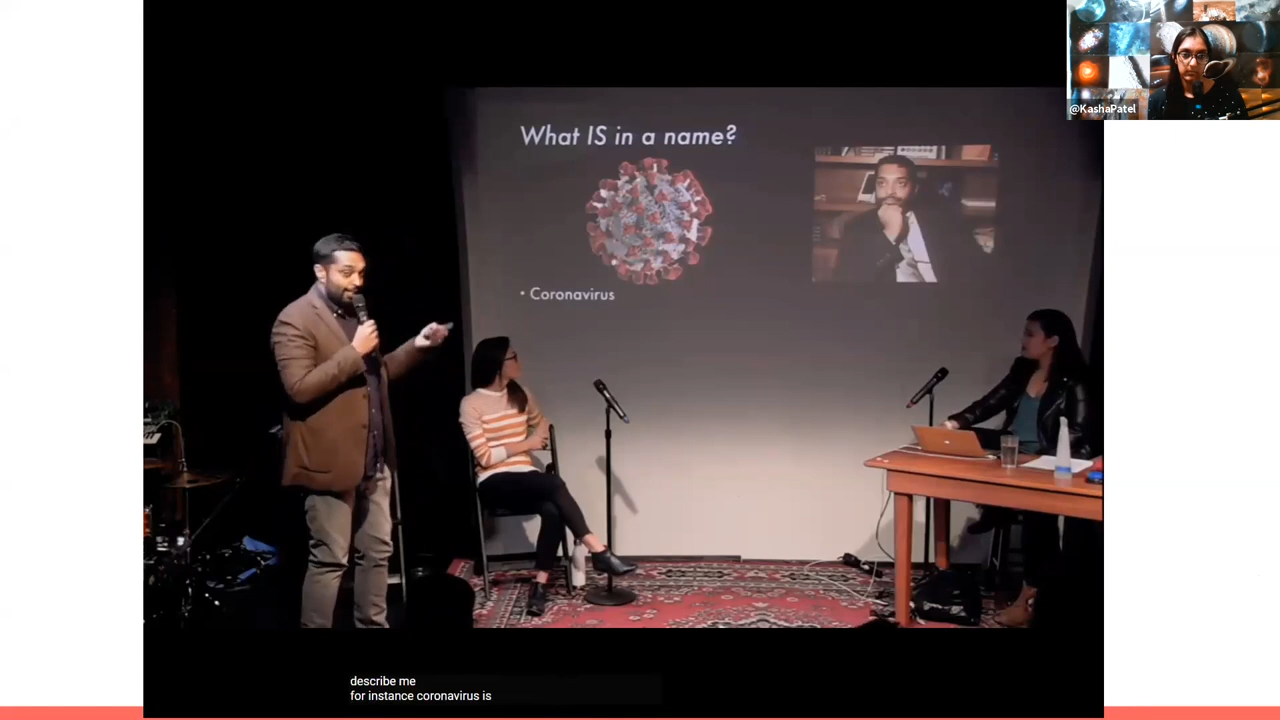 @KashaPatel
What IS in a name?
• Coronavirus
describe me
for instance coronavirus is